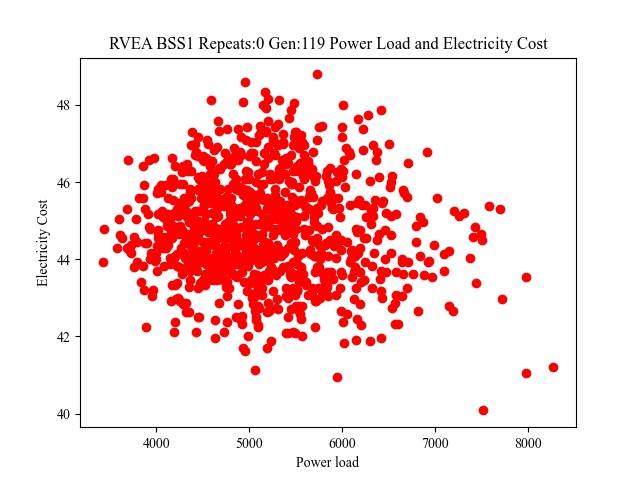 RVEA BSS1 Repeats:0 Gen:119 Power Load and Electricity Cost
48
46
44
42
40
Electricity Cost
4000 5000 6000 7000 8000
Power load